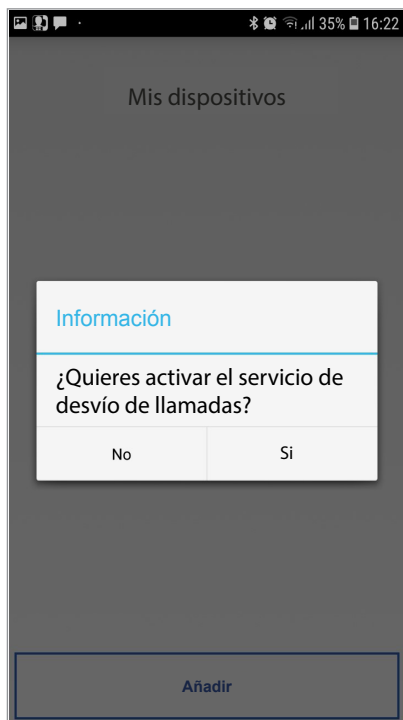 35% 16:22
Mis dispositivos
Información
¿Quieres activar el servicio de
desvío de llamadas?
No Si
Añadir